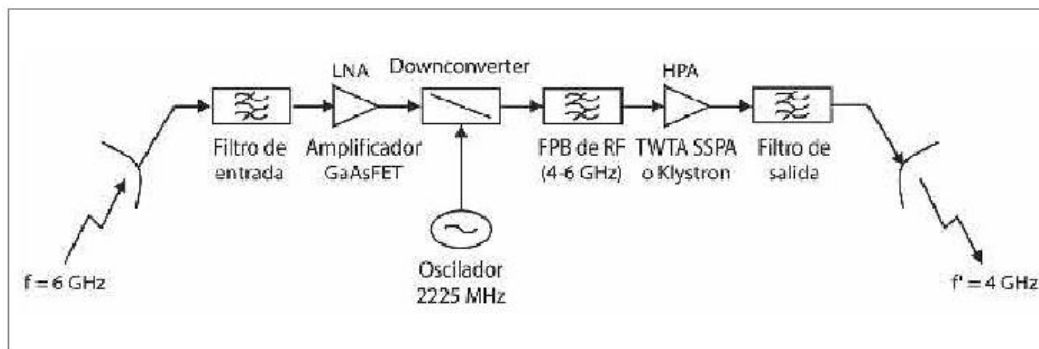 LNA
Downconverter
HPA
Filtro de
entrada
Amplificador
GaAsFET
FPB de RF
(4-6 GHz)
TWTA SSPA
o Klystron
Filtro de
salida
Oscilador
2225 MHz
f = 6 GHz
f' = 4 GHz